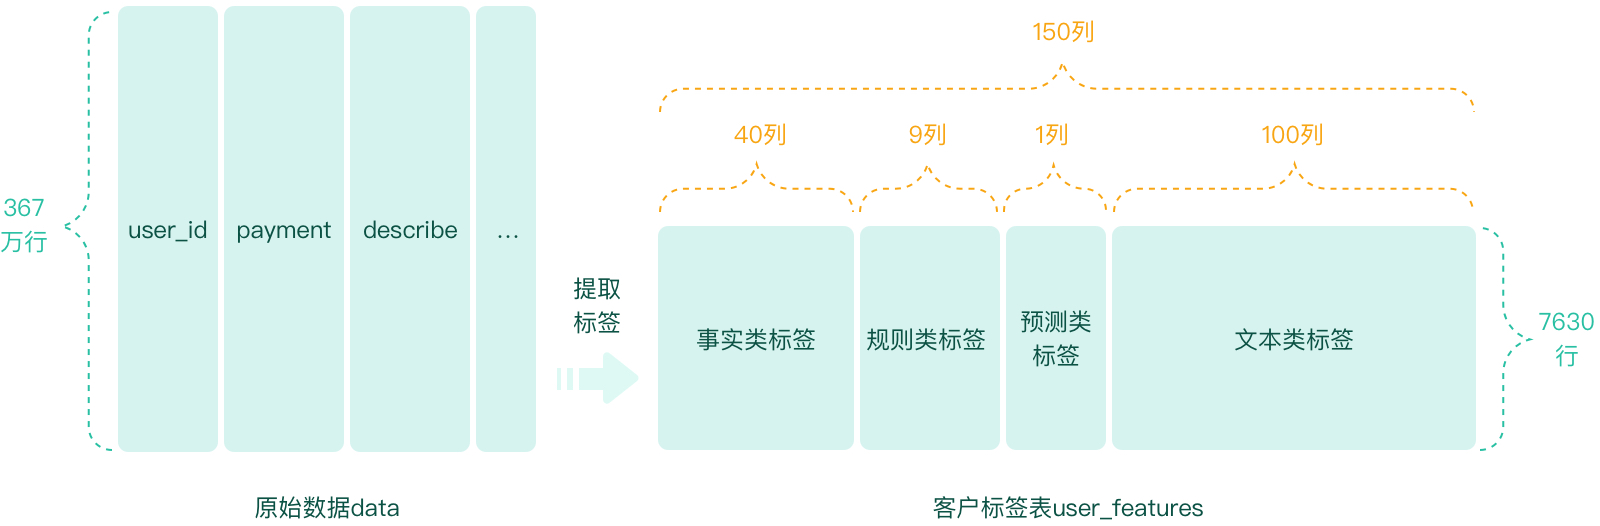 367
万行
user_id
payment
describe
...
原始数据data
提取
标签
150列
40列
9列
1列
100列
事实类标签
规则类标签
预测类
标签
文本类标签
7630
行
客户标签表user_features